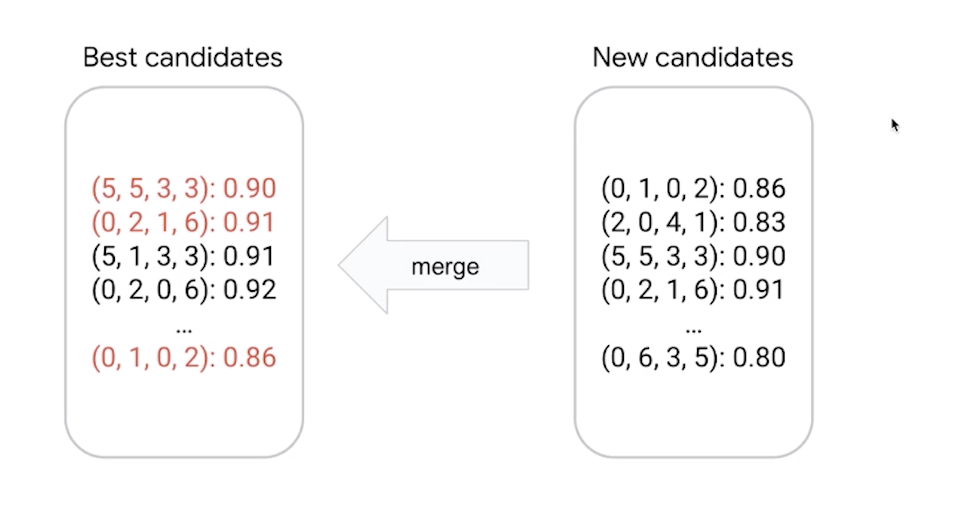 Best candidates
(5, 5, 3, 3): 0.90
(0, 2, 1, 6): 0.91
(5, 1, 3, 3): 0.91
(0, 2, 0, 6): 0.92
...
(0, 1, 0, 2): 0.86
merge
New candidates
(0, 1, 0, 2): 0.86
(2, 0, 4, 1): 0.83
(5, 5, 3, 3): 0.90
(0, 2, 1, 6): 0.91
...
(0, 6, 3, 5): 0.80